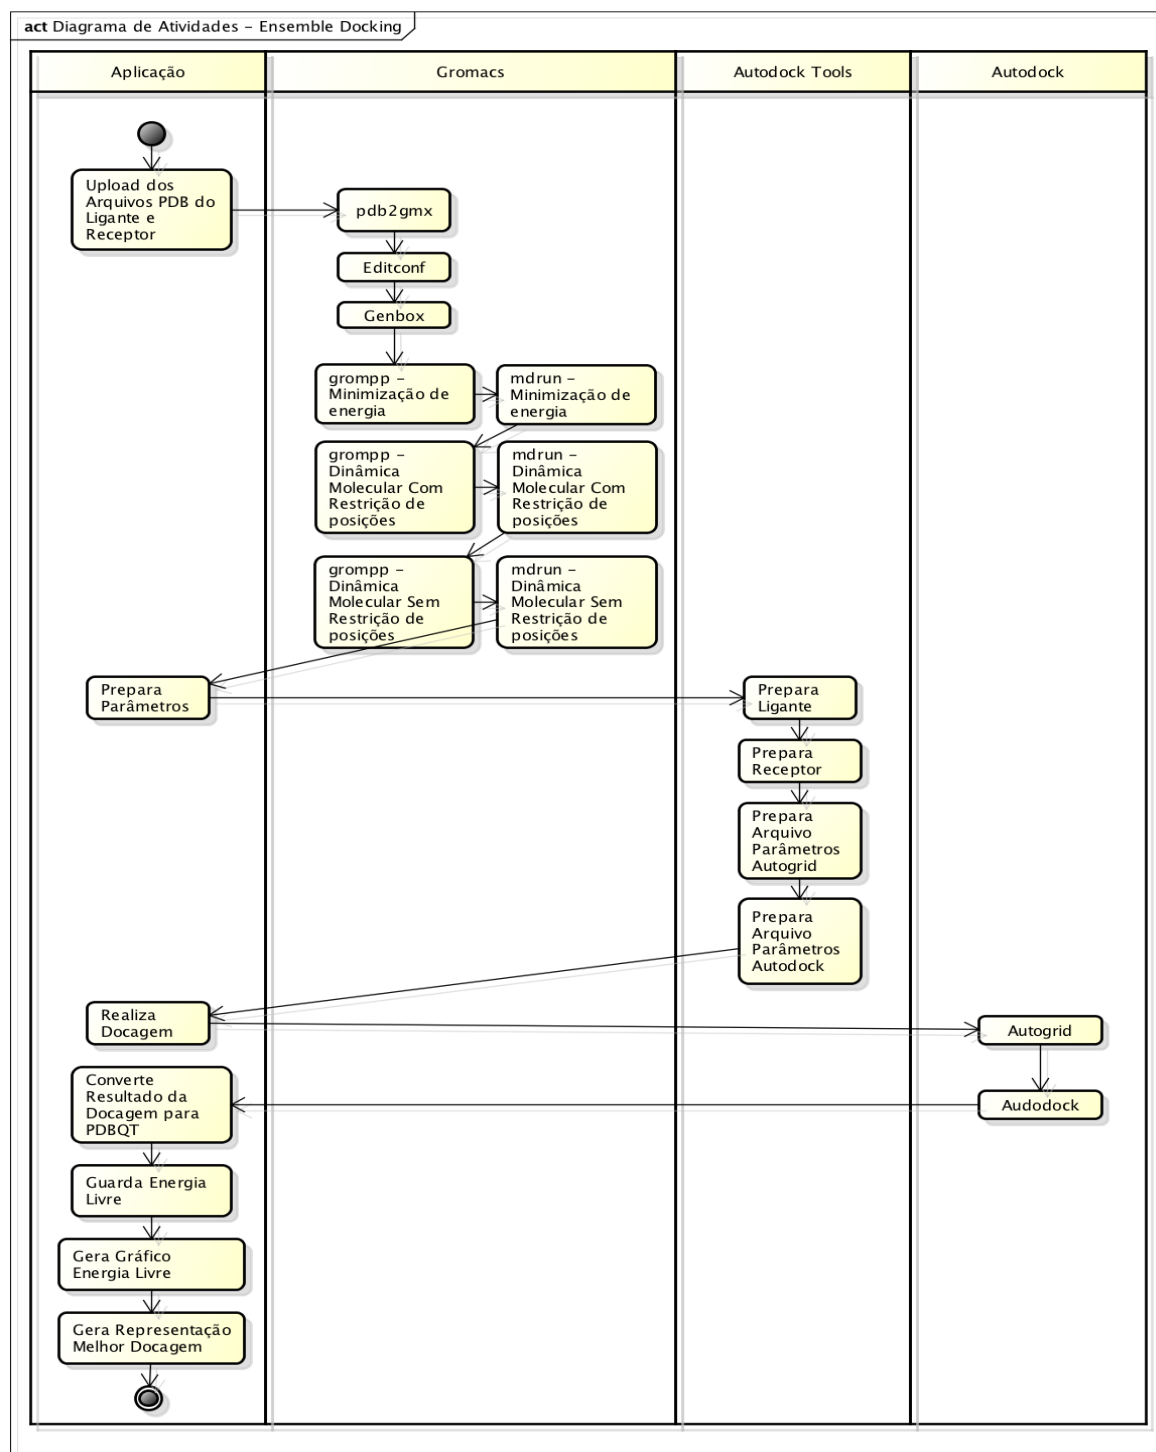 act Diagrama de Atividades - Ensemble Docking
Aplicação
Gromacs
Autodock Tools
Autodock
Upload dos
Arquivos PDB do
Ligante e
Receptor
pdb2gmx
Editconf
Genbox
grompp -
Minimização de
energia
mdrun -
Minimização de
energia
grompp -
Dinâmica
Molecular Com
Restrição de
posições
mdrun -
Dinâmica
Molecular Com
Restrição de
posições
grompp -
Dinâmica
Molecular Sem
Restrição de
posições
mdrun -
Dinâmica
Molecular Sem
Restrição de
posições
Prepara
Parâmetros
Prepara
Ligante
Prepara
Receptor
Prepara
Arquivo
Parâmetros
Autogrid
Prepara
Arquivo
Parâmetros
Autodock
Realiza
Docagem
Autogrid
Audodock
Converte
Resultado da
Docagem para
PDBQT
Guarda Energia
Livre
Gera Gráfico
Energia Livre
Gera Representação
Melhor Docagem